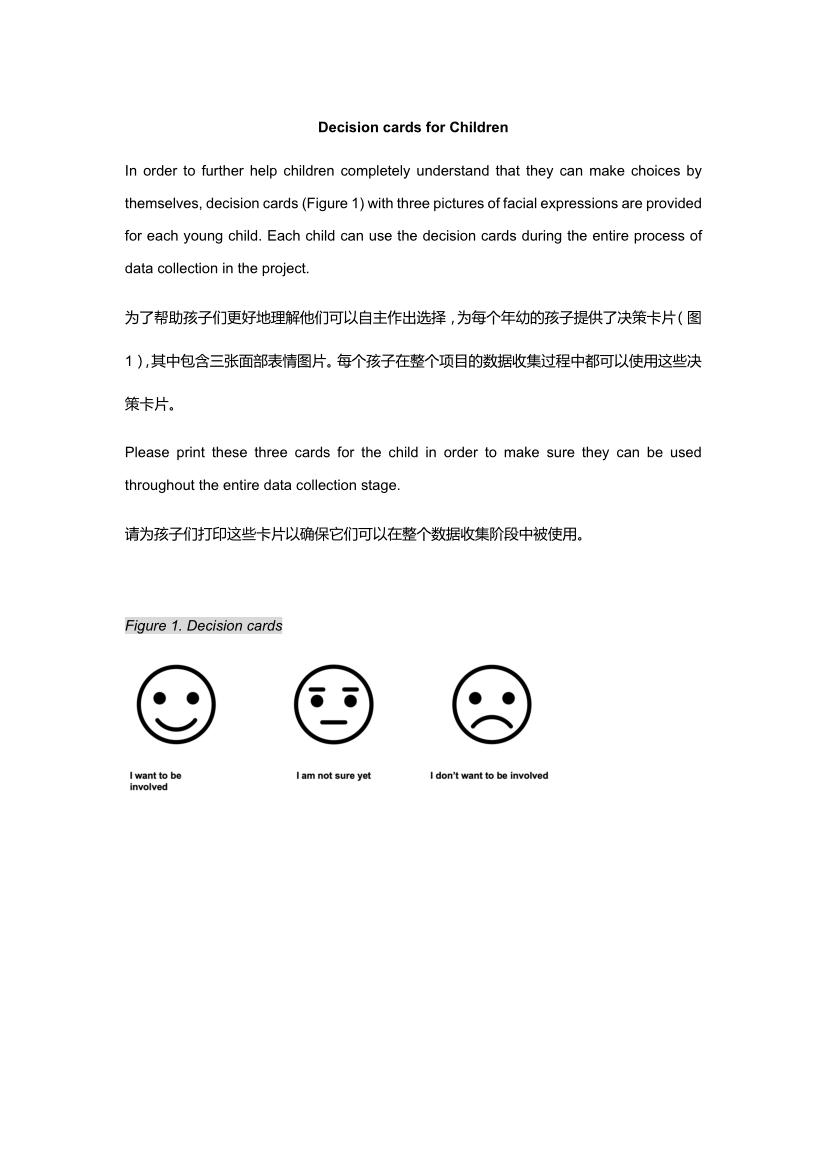 Decision cards for Children
In order to further help children completely understand that they can make choices by
themselves, decision cards (Figure 1) with three pictures of facial expressions are provided
for each young child. Each child can use the decision cards during the entire process of
data collection in the project.
为了帮助孩子们更好地理解他们可以自主作出选择，为每个年幼的孩子提供了决策卡片（图
1），其中包含三张面部表情图片。每个孩子在整个项目的数据收集过程中都可以使用这些决
策卡片。
Please print these three cards for the child in order to make sure they can be used
throughout the entire data collection stage.
请为孩子们打印这些卡片以确保它们可以在整个数据收集阶段中被使用。
Figure 1. Decision cards
I want to be
involved
I am not sure yet
I don’t want to be involved